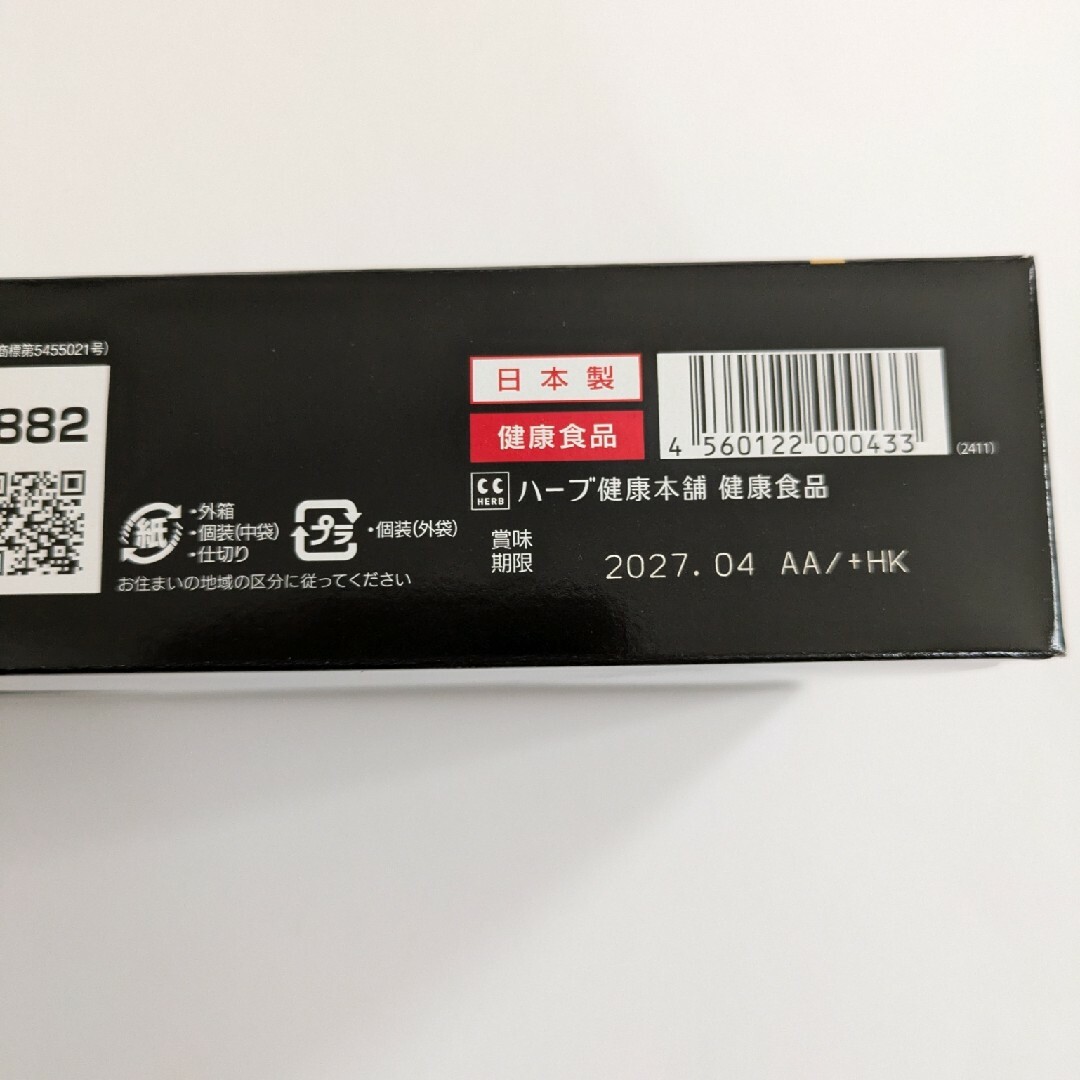 商標第5455021号)
882
紙
・外箱
・個装(中袋)
・仕切り
プラ
・個装(外袋)
お住まいの地域の区分に従ってください
日本製
健康食品
4 560122 000433
(2411)
CC HERB ハーブ健康本舗 健康食品
賞味
期限
2027.04 AA/+HK